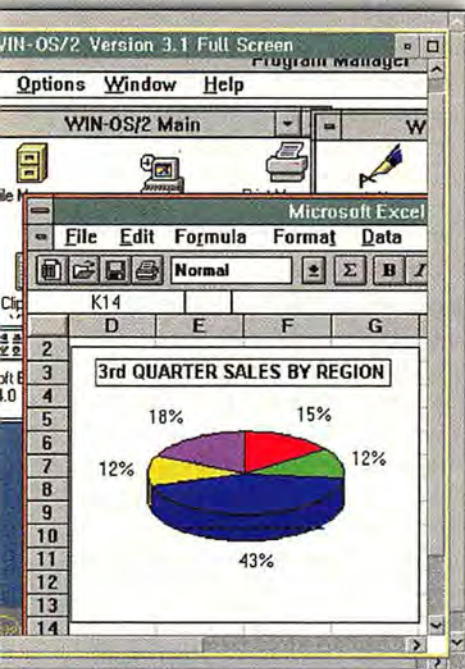 WIN-OS/2 Version 3.1 Full Screen
Program Manager
Options Window Help
WIN-OS/2 Main
W
Microsoft Excel
File Edit Formula Format Data
Normal
Σ B I
K14
D E F G
2
3
4
5
6
7
8
9
10
11
12
13
14
3rd QUARTER SALES BY REGION
18% 15%
12% 12%
43%
4.0